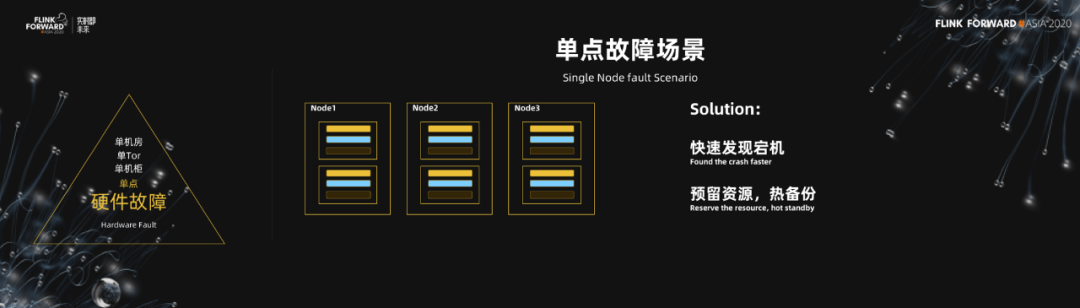 FLINK
FORWARD
#ASIA 2020
实时即
未来
FLINK FORWARD #ASIA 2020
单点故障场景
Single Node fault Scenario
单机房
单Tor
单机柜
单点
硬件故障
Hardware Fault
Node1
Node2
Node3
Solution:
快速发现宕机
Found the crash faster
预留资源，热备份
Reserve the resource, hot standby